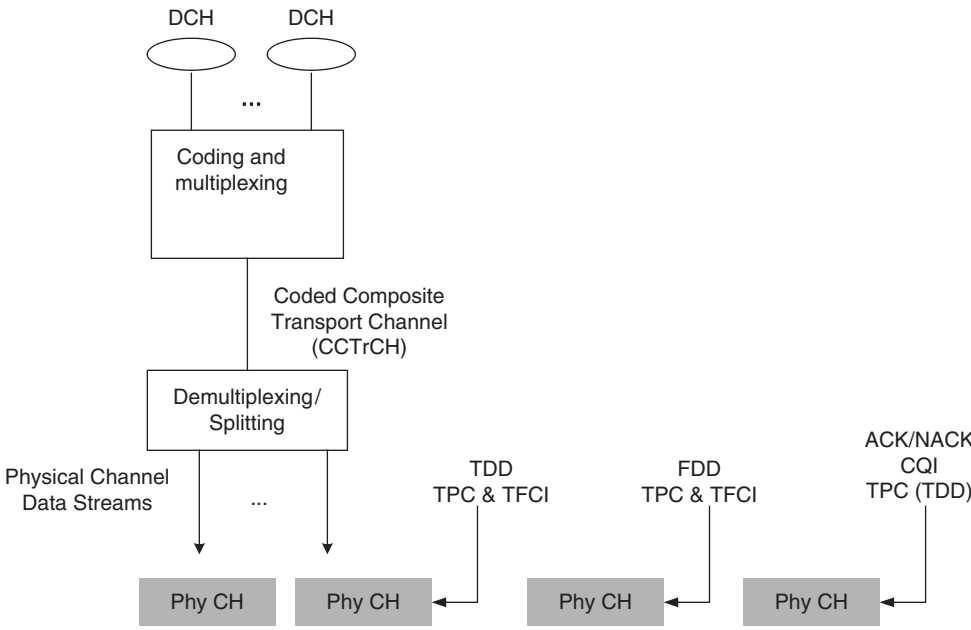 DCH
DCH
...
Coding and
multiplexing
Coded Composite
Transport Channel
(CCTrCH)
Demultiplexing/
Splitting
Physical Channel
Data Streams
...
TDD
TPC & TFCI
FDD
TPC & TFCI
ACK/NACK
CQI
TPC (TDD)
Phy CH
Phy CH
Phy CH
Phy CH